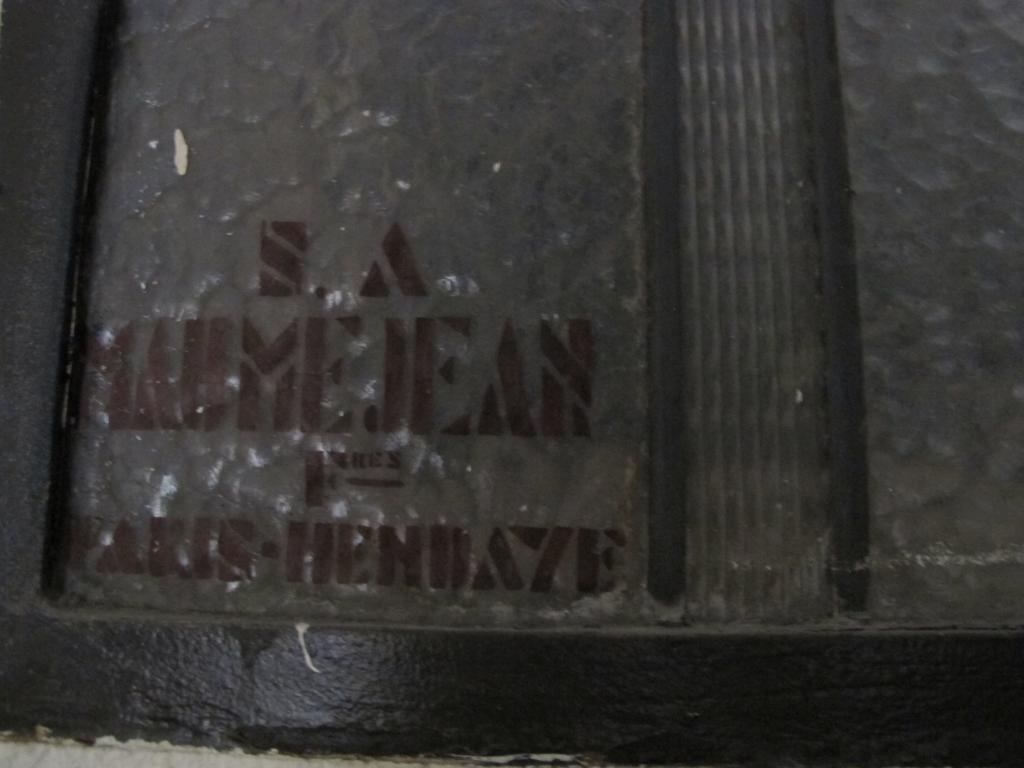 S. A
MAUMEJEAN
FRES
PARIS-HENDAYE